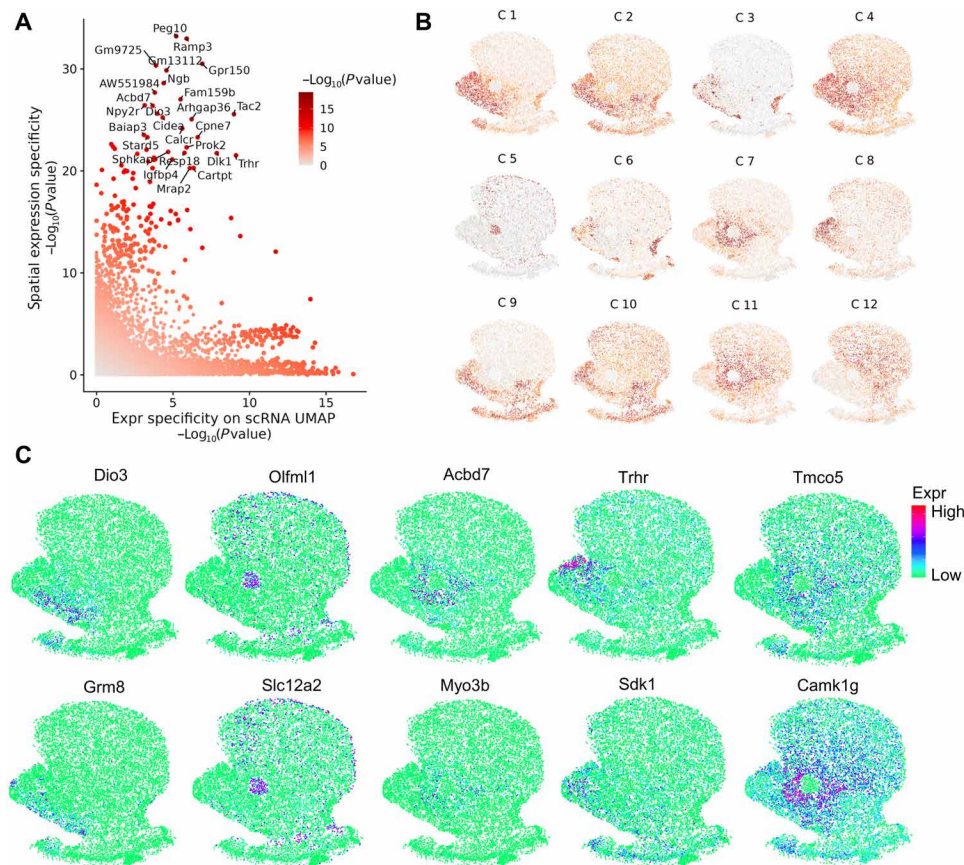 A
Peg10
Ramp3
Gm9725
Gm13112
Gpr150
AW551984
Ngb
Acbd7
Fam159b
Npy2r
Dio3
Arhgap36
Tac2
Baiap3
Cidea
Cpne7
Calcr
Stard5
Prok2
Sphkap
Resp18
Dlk1
Trhr
Igfbp4
Cartpt
Mrap2
–Log10(P value)
15
10
5
0
Spatial expression specificity
–Log10(P value)
30
20
10
0
0 5 10 15
Expr specificity on scRNA UMAP
–Log10(P value)
B
C 1 C 2 C 3 C 4
C 5 C 6 C 7 C 8
C 9 C 10 C 11 C 12
C
Dio3 Olfml1 Acbd7 Trhr Tmco5
Expr
High
Low
Grm8 Slc12a2 Myo3b Sdk1 Camk1g